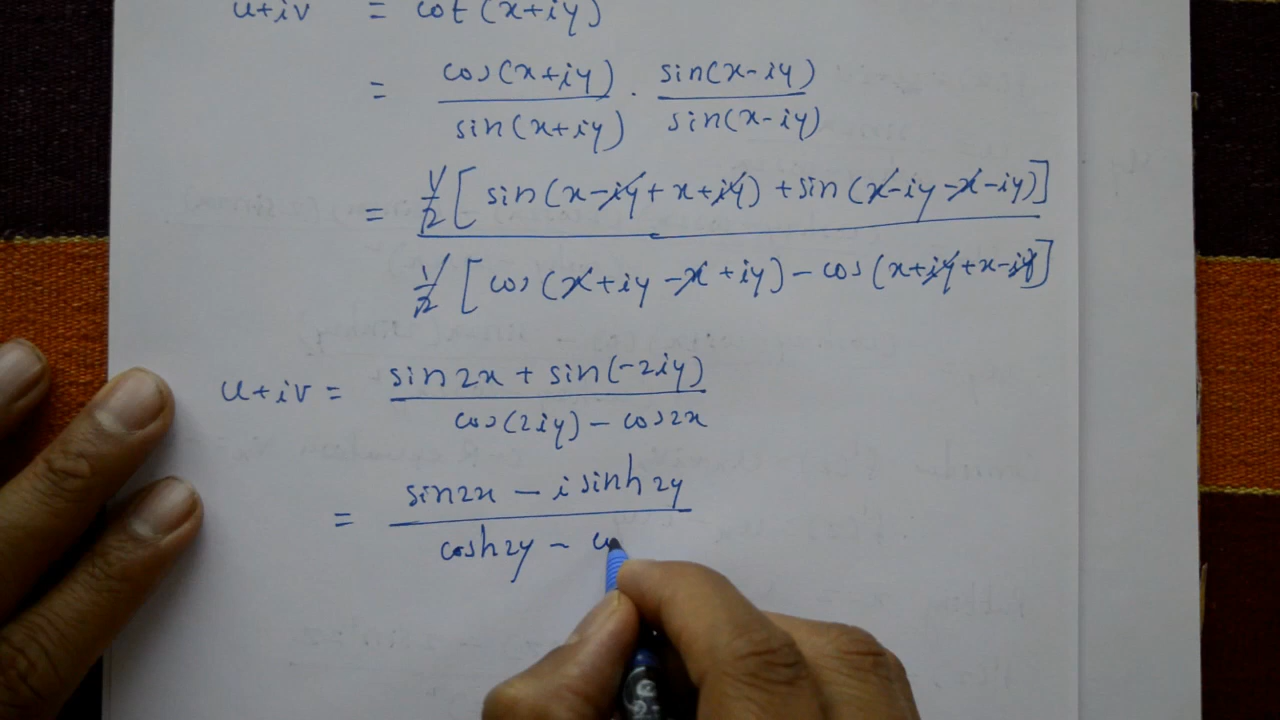 u+iv = cot(x+iy)
= cos(x+iy)/sin(x+iy) . sin(x-iy)/sin(x-iy)
= 1/2 [sin(x-iy+x+iy) + sin(x-iy-x-iy)] / 1/2 [cos(x+iy-x+iy) - cos(x+iy+x-iy)]
u+iv = sin2x + sin(-2iy) / cos(2iy) - cos2x
= sin2x - i sinh2y / cosh2y - co